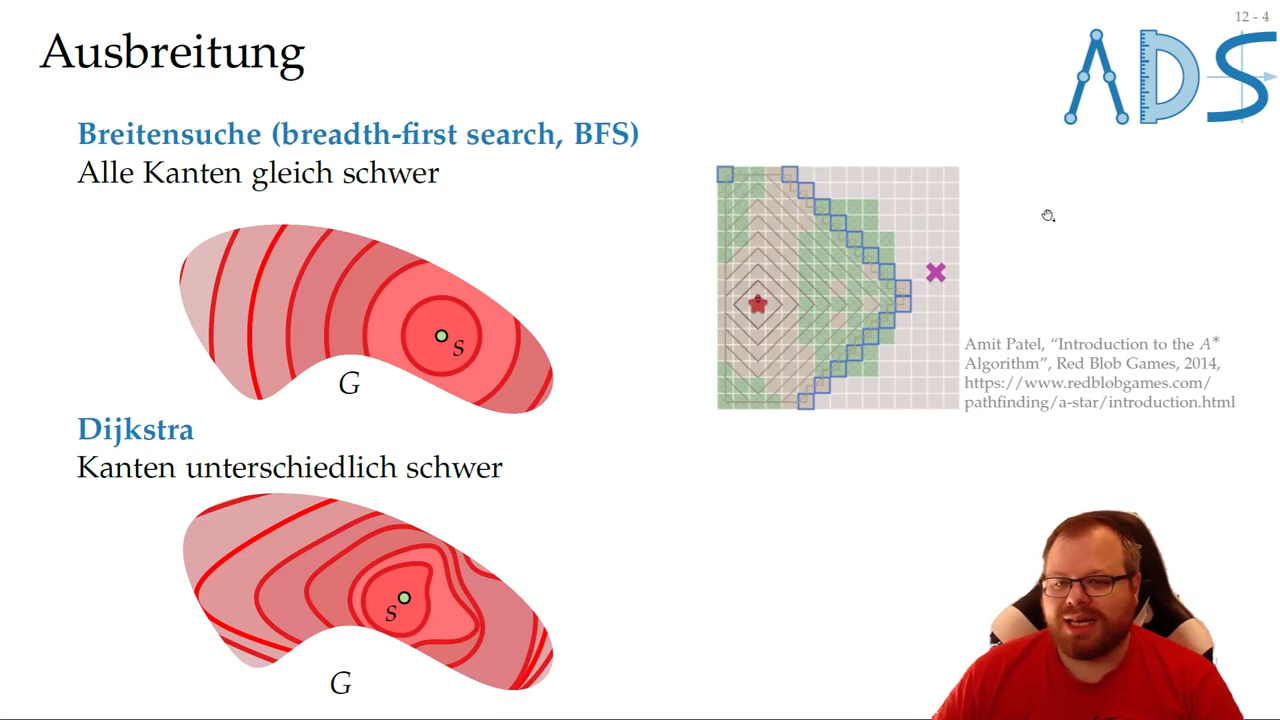 12 - 4
Ausbreitung
ADS
Breitensuche (breadth-first search, BFS)
Alle Kanten gleich schwer
s
G
Amit Patel, “Introduction to the A*
Algorithm”, Red Blob Games, 2014,
https://www.redblobgames.com/
pathfinding/a-star/introduction.html
Dijkstra
Kanten unterschiedlich schwer
s
G